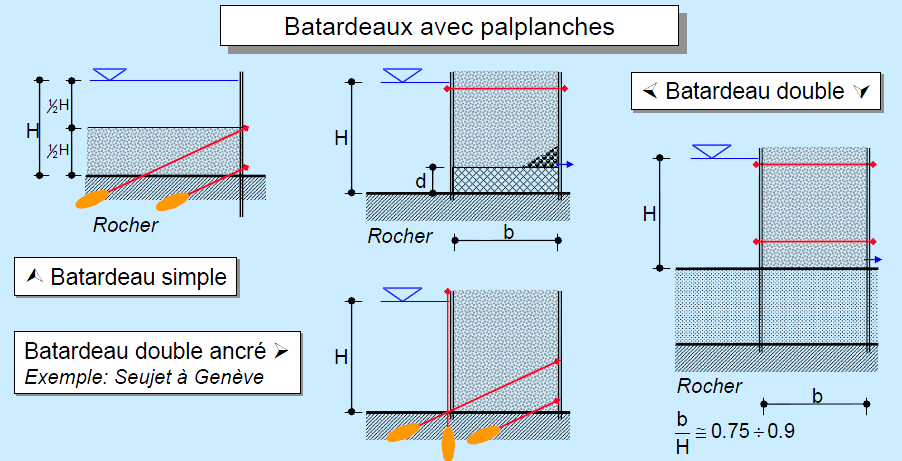 Batardeaux avec palplanches
½H
H
½H
Rocher
Batardeau simple
Batardeau double ancré
Exemple: Seujet à Genève
H
d
Rocher
b
H
Batardeau double
H
Rocher
b
b/H ≅ 0.75 ÷ 0.9